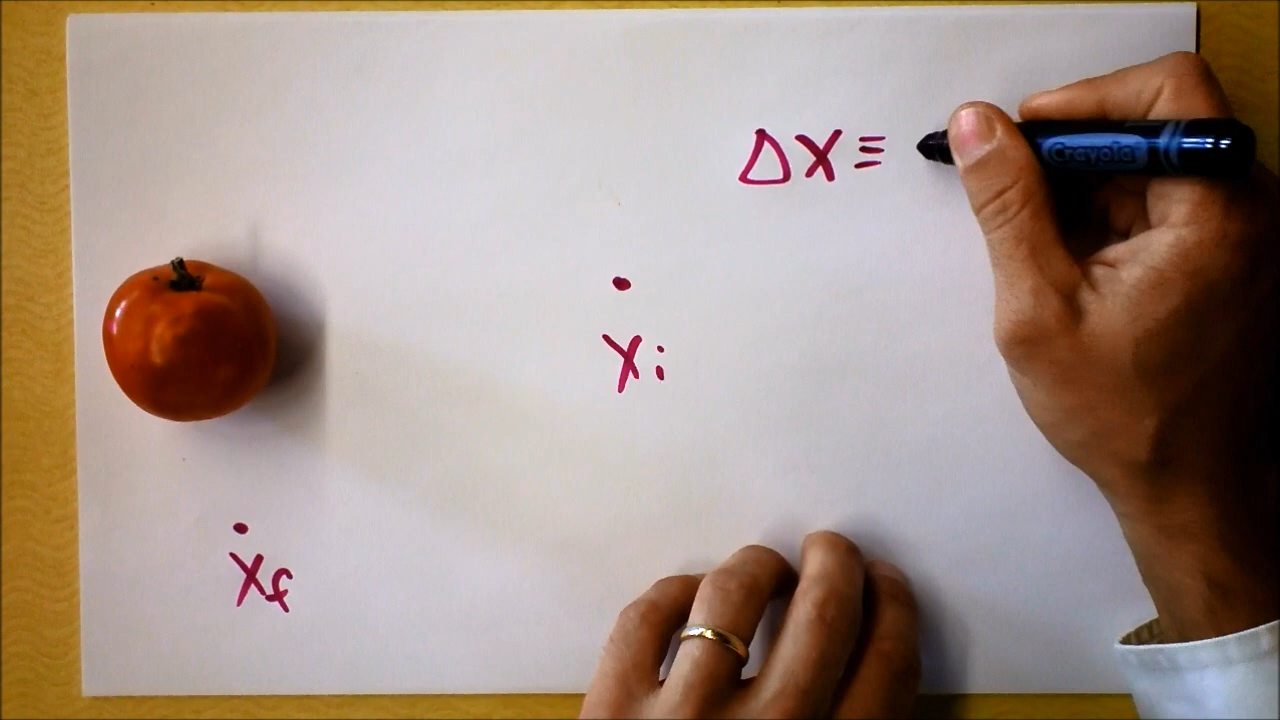 Δx ≡
Crayola
xi
xf